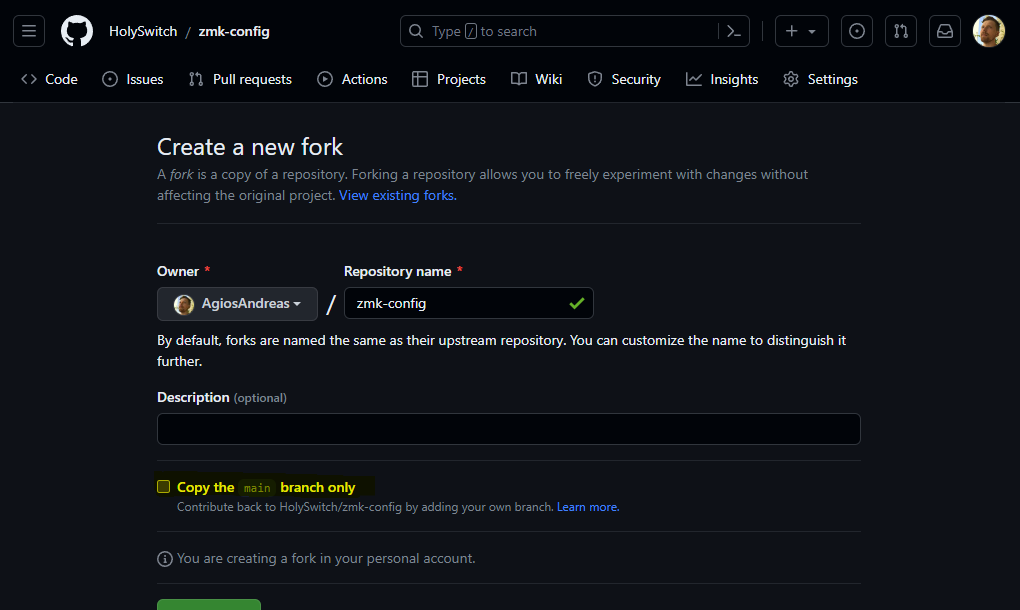 HolySwitch / zmk-config
Type / to search
Code
Issues
Pull requests
Actions
Projects
Wiki
Security
Insights
Settings
Create a new fork
A fork is a copy of a repository. Forking a repository allows you to freely experiment with changes without
affecting the original project. View existing forks.
Owner *
Repository name *
AgiosAndreas
/
zmk-config
By default, forks are named the same as their upstream repository. You can customize the name to distinguish it
further.
Description (optional)
Copy the main branch only
Contribute back to HolySwitch/zmk-config by adding your own branch. Learn more.
You are creating a fork in your personal account.